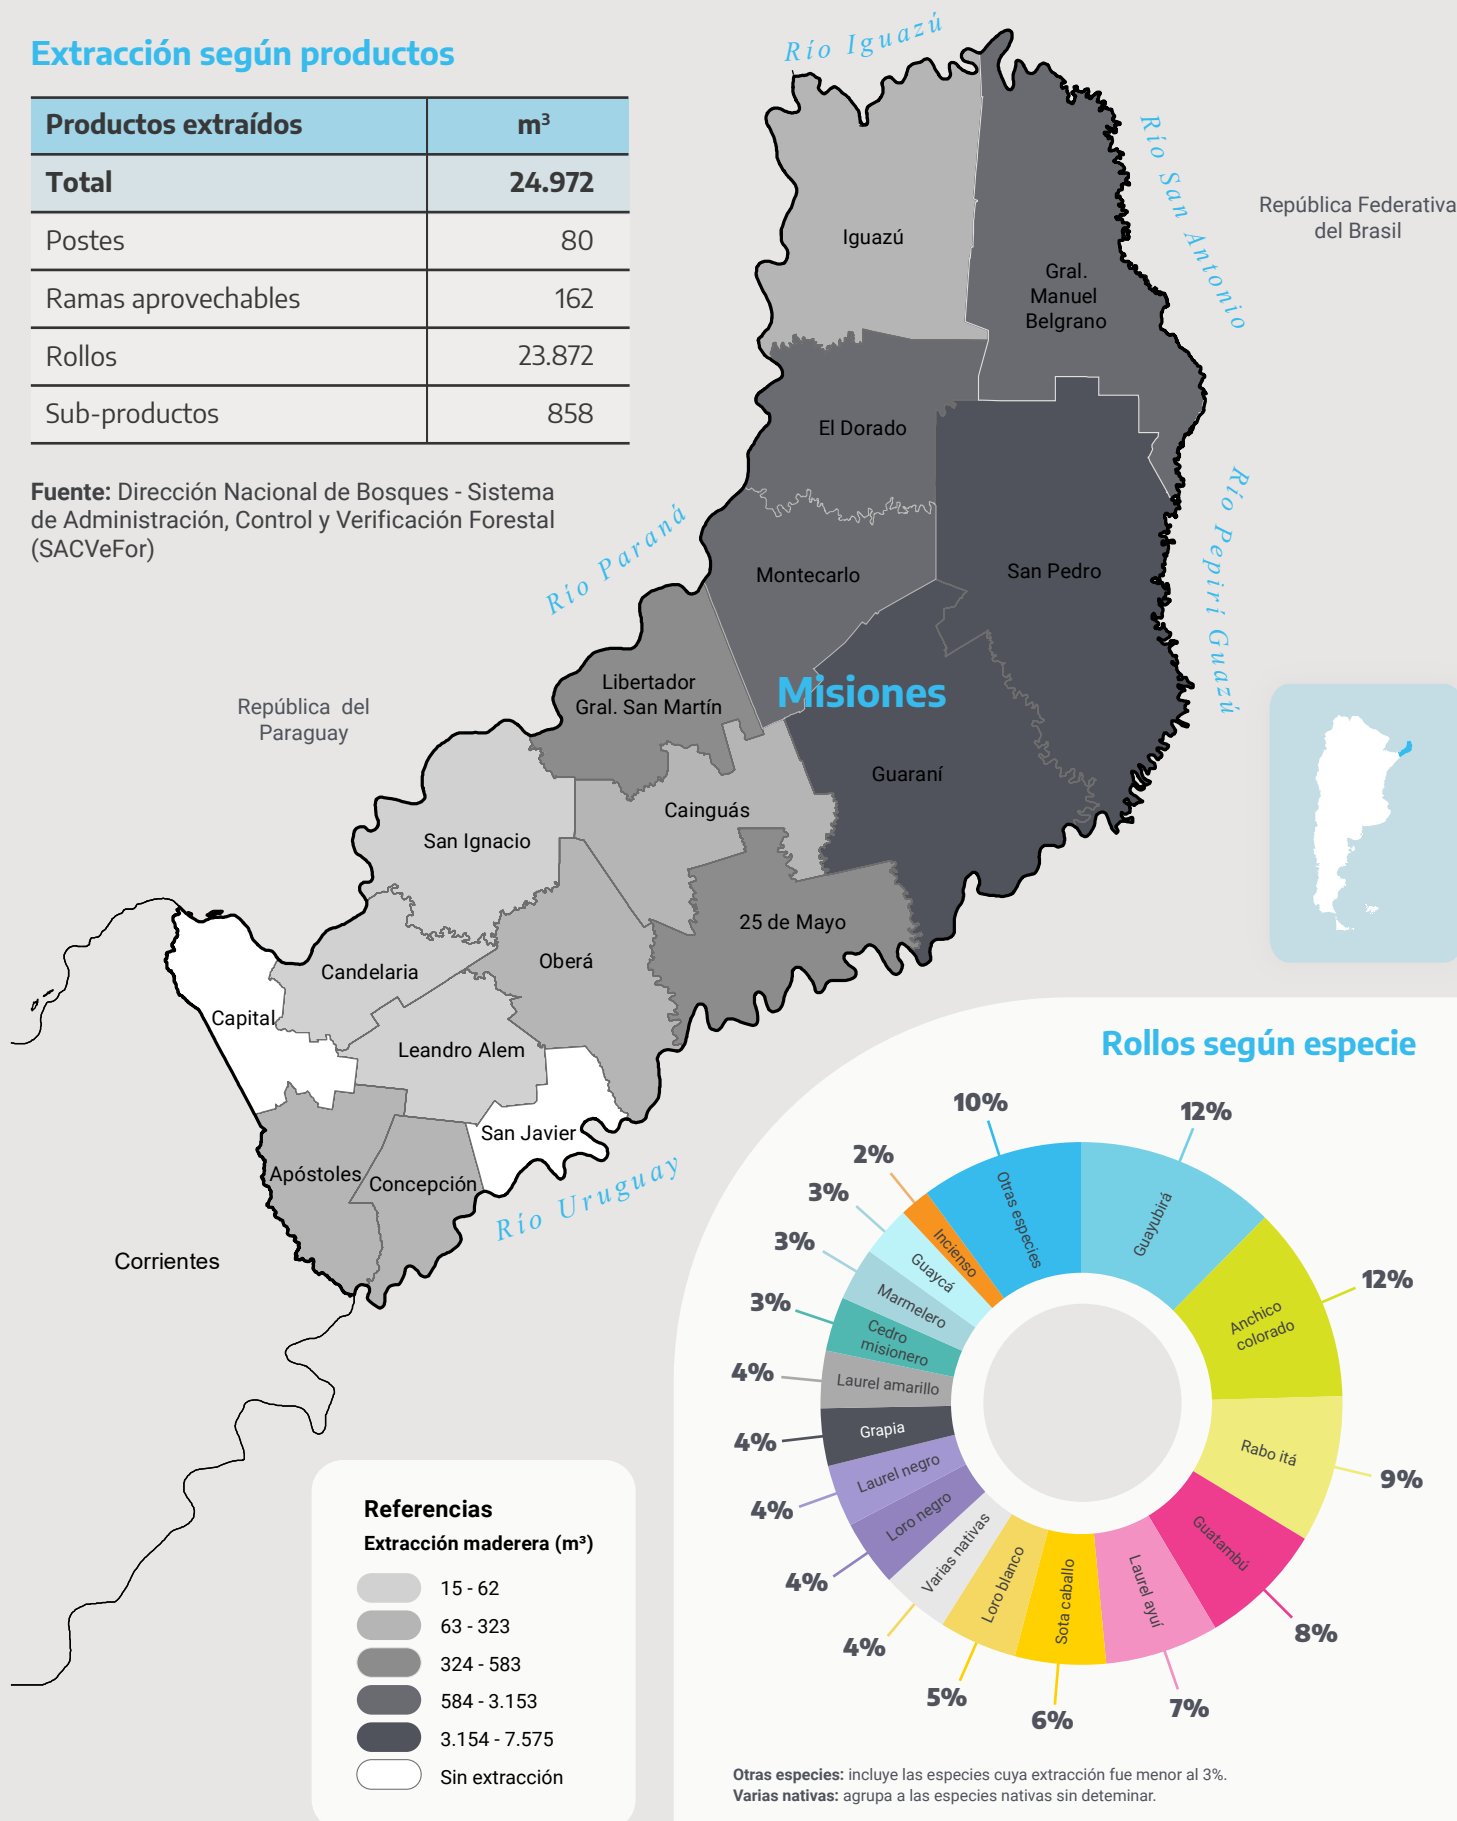 Extracción según productos
Productos extraídos m³
Total 24.972
Postes 80
Ramas aprovechables 162
Rollos 23.872
Sub-productos 858
Fuente: Dirección Nacional de Bosques - Sistema
de Administración, Control y Verificación Forestal
(SACVeFor)
Río Iguazú
Río San Antonio
República Federativa
del Brasil
Iguazú
Gral.
Manuel
Belgrano
El Dorado
Río Paraná
Río Pepirí Guazú
Montecarlo
San Pedro
Misiones
Libertador
Gral. San Martín
República del
Paraguay
Guaraní
Cainguás
San Ignacio
25 de Mayo
Candelaria
Oberá
Capital
Leandro Alem
San Javier
Apóstoles
Concepción
Río Uruguay
Corrientes
Referencias
Extracción maderera (m³)
15 - 62
63 - 323
324 - 583
584 - 3.153
3.154 - 7.575
Sin extracción
Rollos según especie
Guayubirá 12%
Anchico
colorado 12%
Rabo itá 9%
Guatambú 8%
Laurel ayuí 7%
Sota caballo 6%
Loro blanco 5%
Varias nativas 4%
Loro negro 4%
Laurel negro 4%
Grapia 4%
Laurel amarillo 4%
Cedro
misionero 3%
Marmelero 3%
Guaycá 3%
Incienso 2%
Otras especies 10%
Otras especies: incluye las especies cuya extracción fue menor al 3%.
Varias nativas: agrupa a las especies nativas sin deteminar.